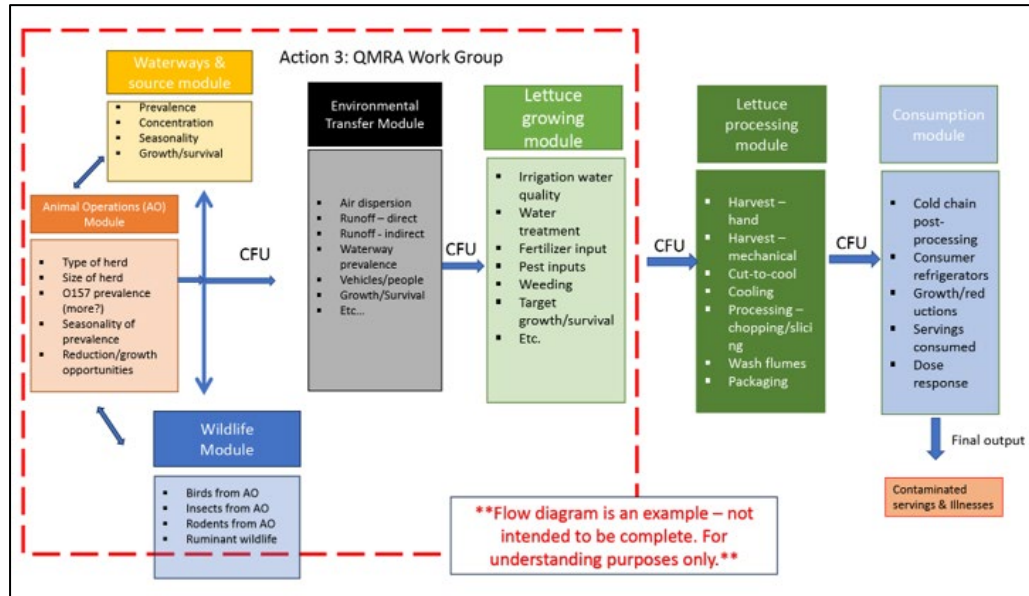 Action 3: QMRA Work Group
Waterways &
source module
Prevalence
Concentration
Seasonality
Growth/survival
Animal Operations (AO)
Module
Type of herd
Size of herd
O157 prevalence
(more?)
Seasonality of
prevalence
Reduction/growth
opportunities
Wildlife
Module
Birds from AO
Insects from AO
Rodents from AO
Ruminant wildlife
CFU
Environmental
Transfer Module
Air dispersion
Runoff – direct
Runoff - indirect
Waterway
prevalence
Vehicles/people
Growth/Survival
Etc...
CFU
Lettuce
growing
module
Irrigation water
quality
Water
treatment
Fertilizer input
Pest inputs
Weeding
Target
growth/survival
Etc.
CFU
Lettuce
processing
module
Harvest –
hand
Harvest –
mechanical
Cut-to-cool
Cooling
Processing –
chopping/slici
ng
Wash flumes
Packaging
CFU
Consumption
module
Cold chain
post-
processing
Consumer
refrigerators
Growth/red
uctions
Servings
consumed
Dose
response
Final output
Contaminated
servings & Illnesses
**Flow diagram is an example – not
intended to be complete. For
understanding purposes only.**